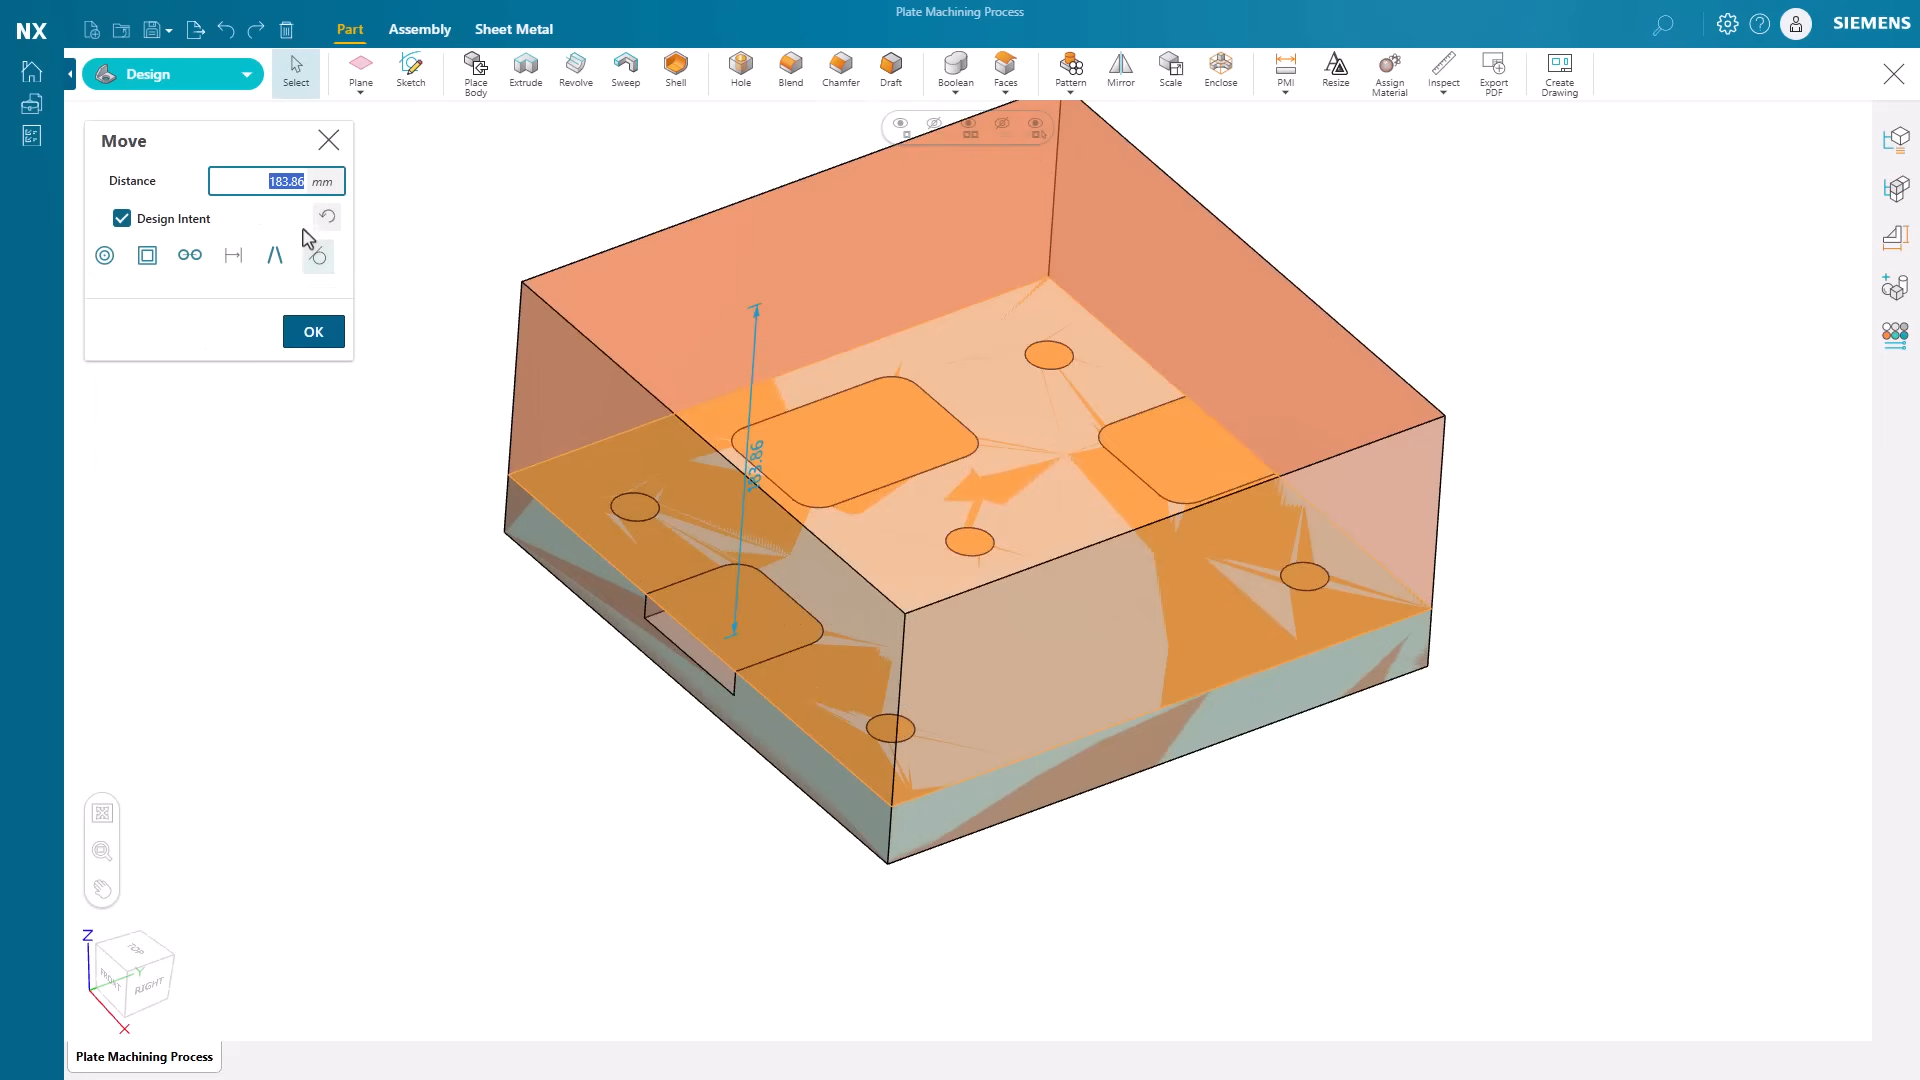 Plate Machining Process
NX
Part
Assembly
Sheet Metal
SIEMENS
Design
Select
Plane
Sketch
Place
Body
Extrude
Revolve
Sweep
Shell
Hole
Blend
Chamfer
Draft
Boolean
Faces
Pattern
Mirror
Scale
Enclose
PMI
Resize
Assign
Material
Inspect
Export
PDF
Create
Drawing
Move
Distance
183.86 mm
Design Intent
OK
183.86
Z
TOP
FRONT
Y
RIGHT
X
Plate Machining Process